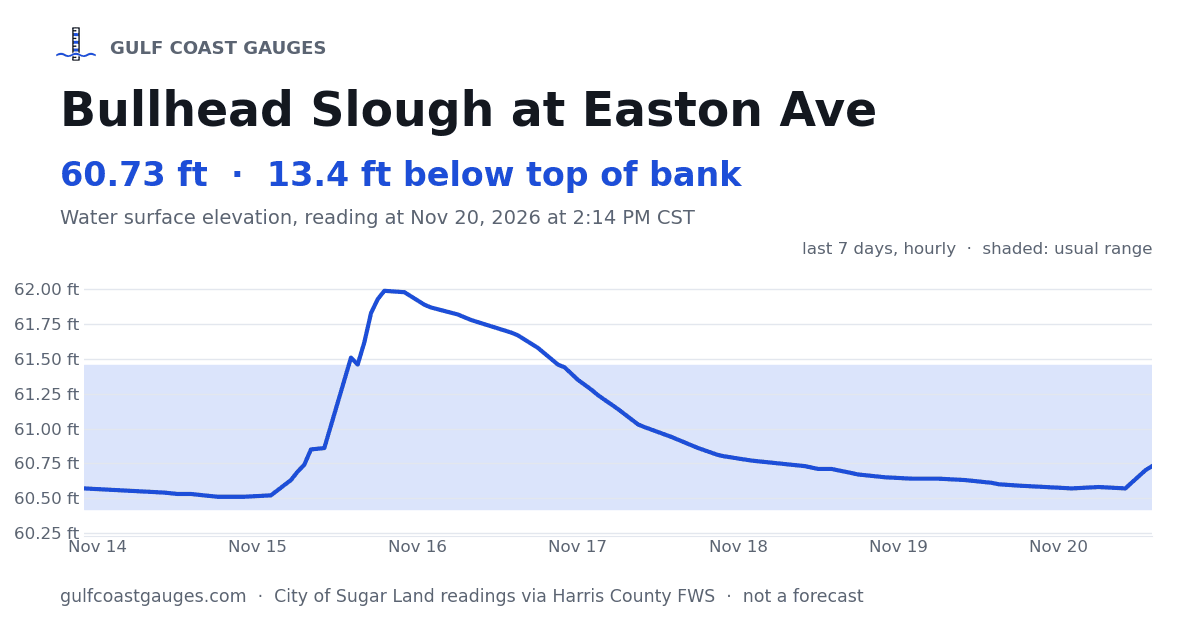 GULF COAST GAUGES
Bullhead Slough at Easton Ave
60.73 ft · 13.4 ft below top of bank
Water surface elevation, reading at Nov 20, 2026 at 2:14 PM CST
last 7 days, hourly · shaded: usual range
62.00 ft
61.75 ft
61.50 ft
61.25 ft
61.00 ft
60.75 ft
60.50 ft
60.25 ft
Nov 14 Nov 15 Nov 16 Nov 17 Nov 18 Nov 19 Nov 20
gulfcoastgauges.com · City of Sugar Land readings via Harris County FWS · not a forecast